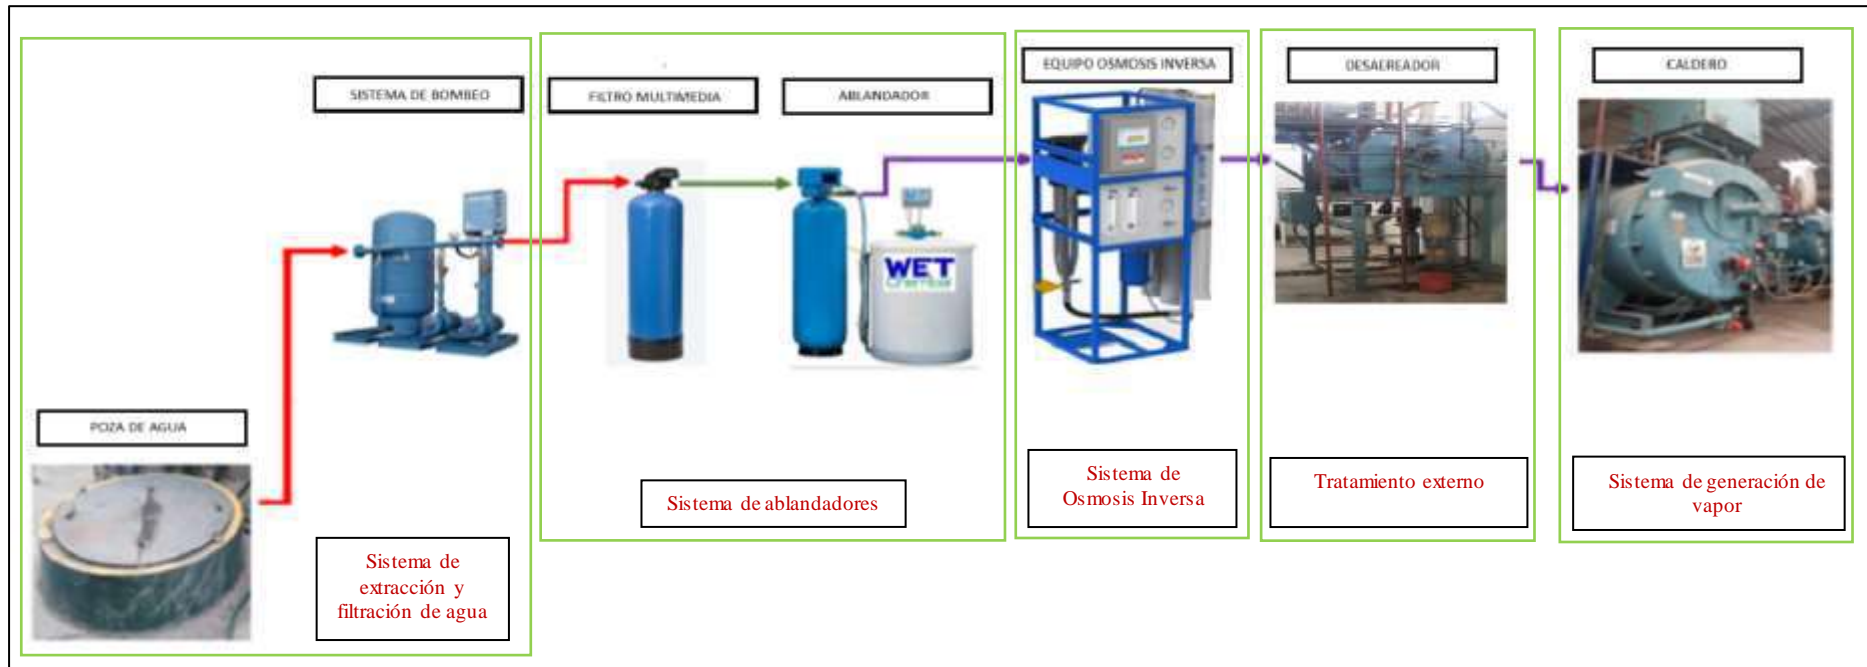 SISTEMA DE BOMBEO
FILTRO MULTIMEDIA
ABLANDADOR
EQUIPO OSMOSIS INVERSA
DESAEREADOR
CALDERO
WET
POZA DE AGUA
Sistema de
extracción y
filtración de agua
Sistema de ablandadores
Sistema de
Osmosis Inversa
Tratamiento externo
Sistema de generación de
vapor